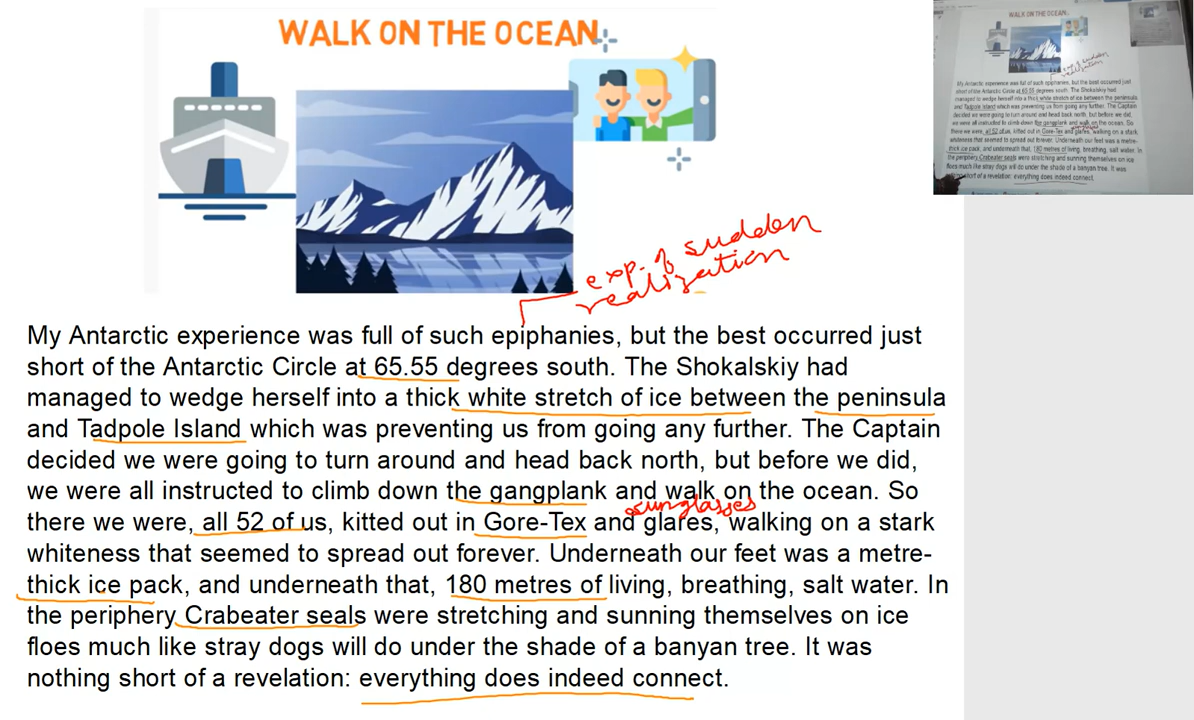 WALK ON THE OCEAN
exp. of sudden
realization
My Antarctic experience was full of such epiphanies, but the best occurred just
short of the Antarctic Circle at 65.55 degrees south. The Shokalskiy had
managed to wedge herself into a thick white stretch of ice between the peninsula
and Tadpole Island which was preventing us from going any further. The Captain
decided we were going to turn around and head back north, but before we did,
we were all instructed to climb down the gangplank and walk on the ocean. So
sunglasses
there we were, all 52 of us, kitted out in Gore-Tex and glares, walking on a stark
whiteness that seemed to spread out forever. Underneath our feet was a metre-
thick ice pack, and underneath that, 180 metres of living, breathing, salt water. In
the periphery Crabeater seals were stretching and sunning themselves on ice
floes much like stray dogs will do under the shade of a banyan tree. It was
nothing short of a revelation: everything does indeed connect.